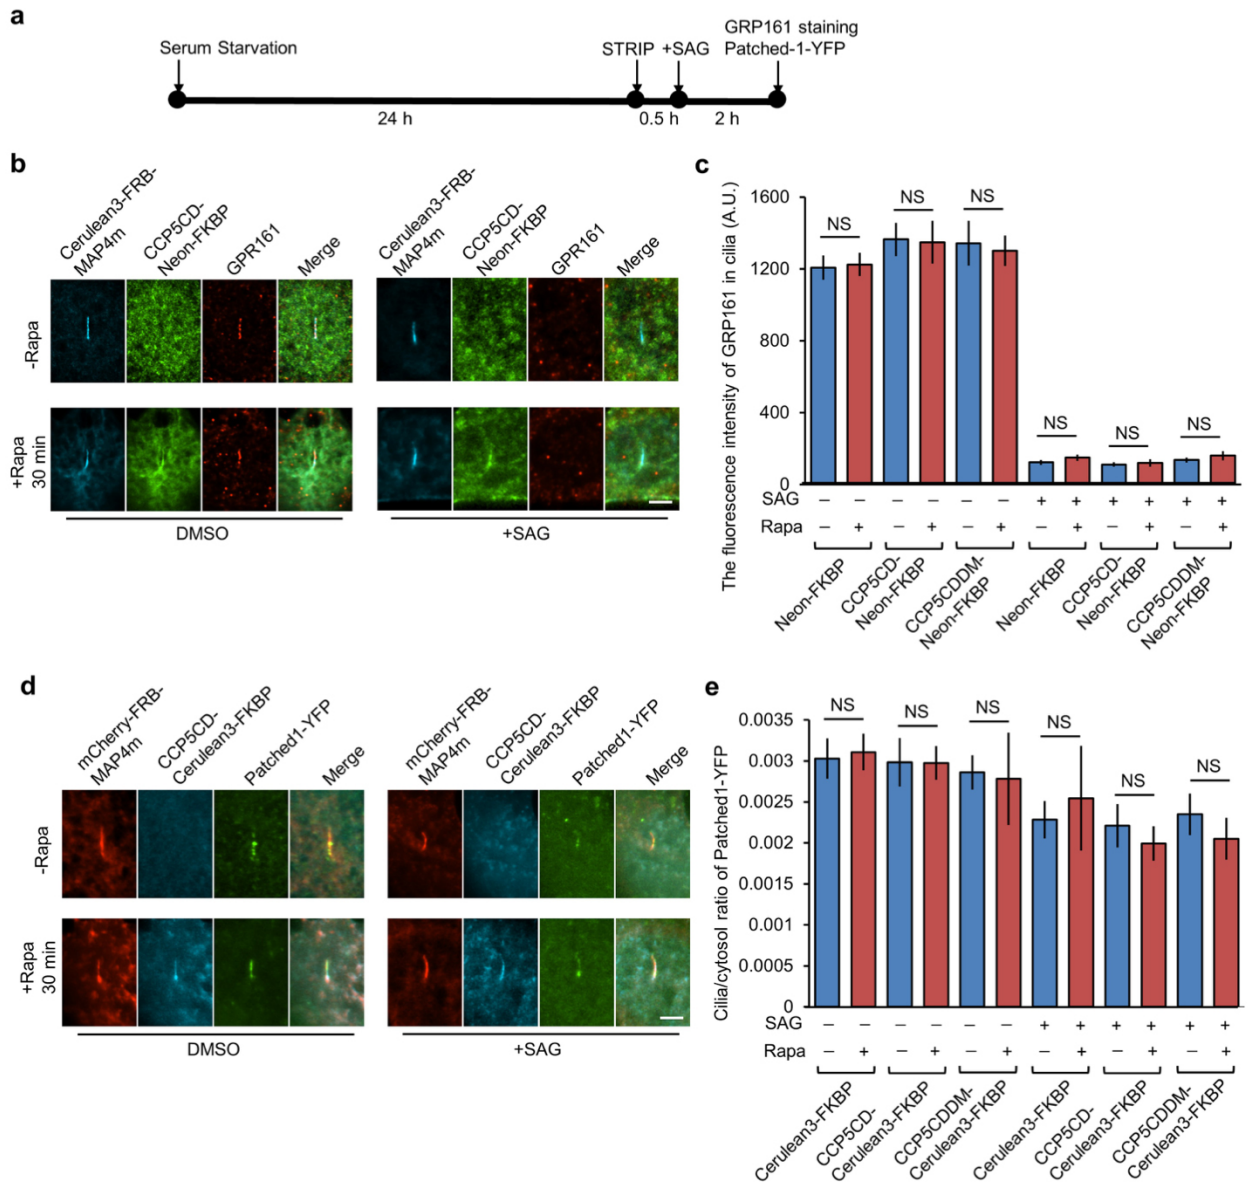 a
Serum Starvation
STRIP +SAG
GRP161 staining
Patched-1-YFP
24 h
0.5 h
2 h
b
Cerulean3-FRB-
MAP4m
CCP5CD-
Neon-FKBP
GPR161
Merge
Cerulean3-FRB-
MAP4m
CCP5CD-
Neon-FKBP
GPR161
Merge
-Rapa
+Rapa
30 min
DMSO
+SAG
c
The fluorescence intensity of GRP161 in cilia (A.U.)
1600
1200
800
400
0
NS
NS
NS
NS
NS
NS
SAG – – – – – – + + + + + +
Rapa – + – + – + – + – + – +
Neon-FKBP
CCP5CD-
Neon-FKBP
CCP5CDDM-
Neon-FKBP
Neon-FKBP
CCP5CD-
Neon-FKBP
CCP5CDDM-
Neon-FKBP
d
mCherry-FRB-
MAP4m
CCP5CD-
Cerulean3-FKBP
Patched1-YFP
Merge
mCherry-FRB-
MAP4m
CCP5CD-
Cerulean3-FKBP
Patched1-YFP
Merge
-Rapa
+Rapa
30 min
DMSO
+SAG
e
Cilia/cytosol ratio of Patched1-YFP
0.0035
0.003
0.0025
0.002
0.0015
0.001
0.0005
0
NS
NS
NS
NS
NS
NS
SAG – – – – – – + + + + + +
Rapa – + – + – + – + – + – +
Cerulean3-FKBP
CCP5CD-
Cerulean3-FKBP
CCP5CDDM-
Cerulean3-FKBP
Cerulean3-FKBP
CCP5CD-
Cerulean3-FKBP
CCP5CDDM-
Cerulean3-FKBP